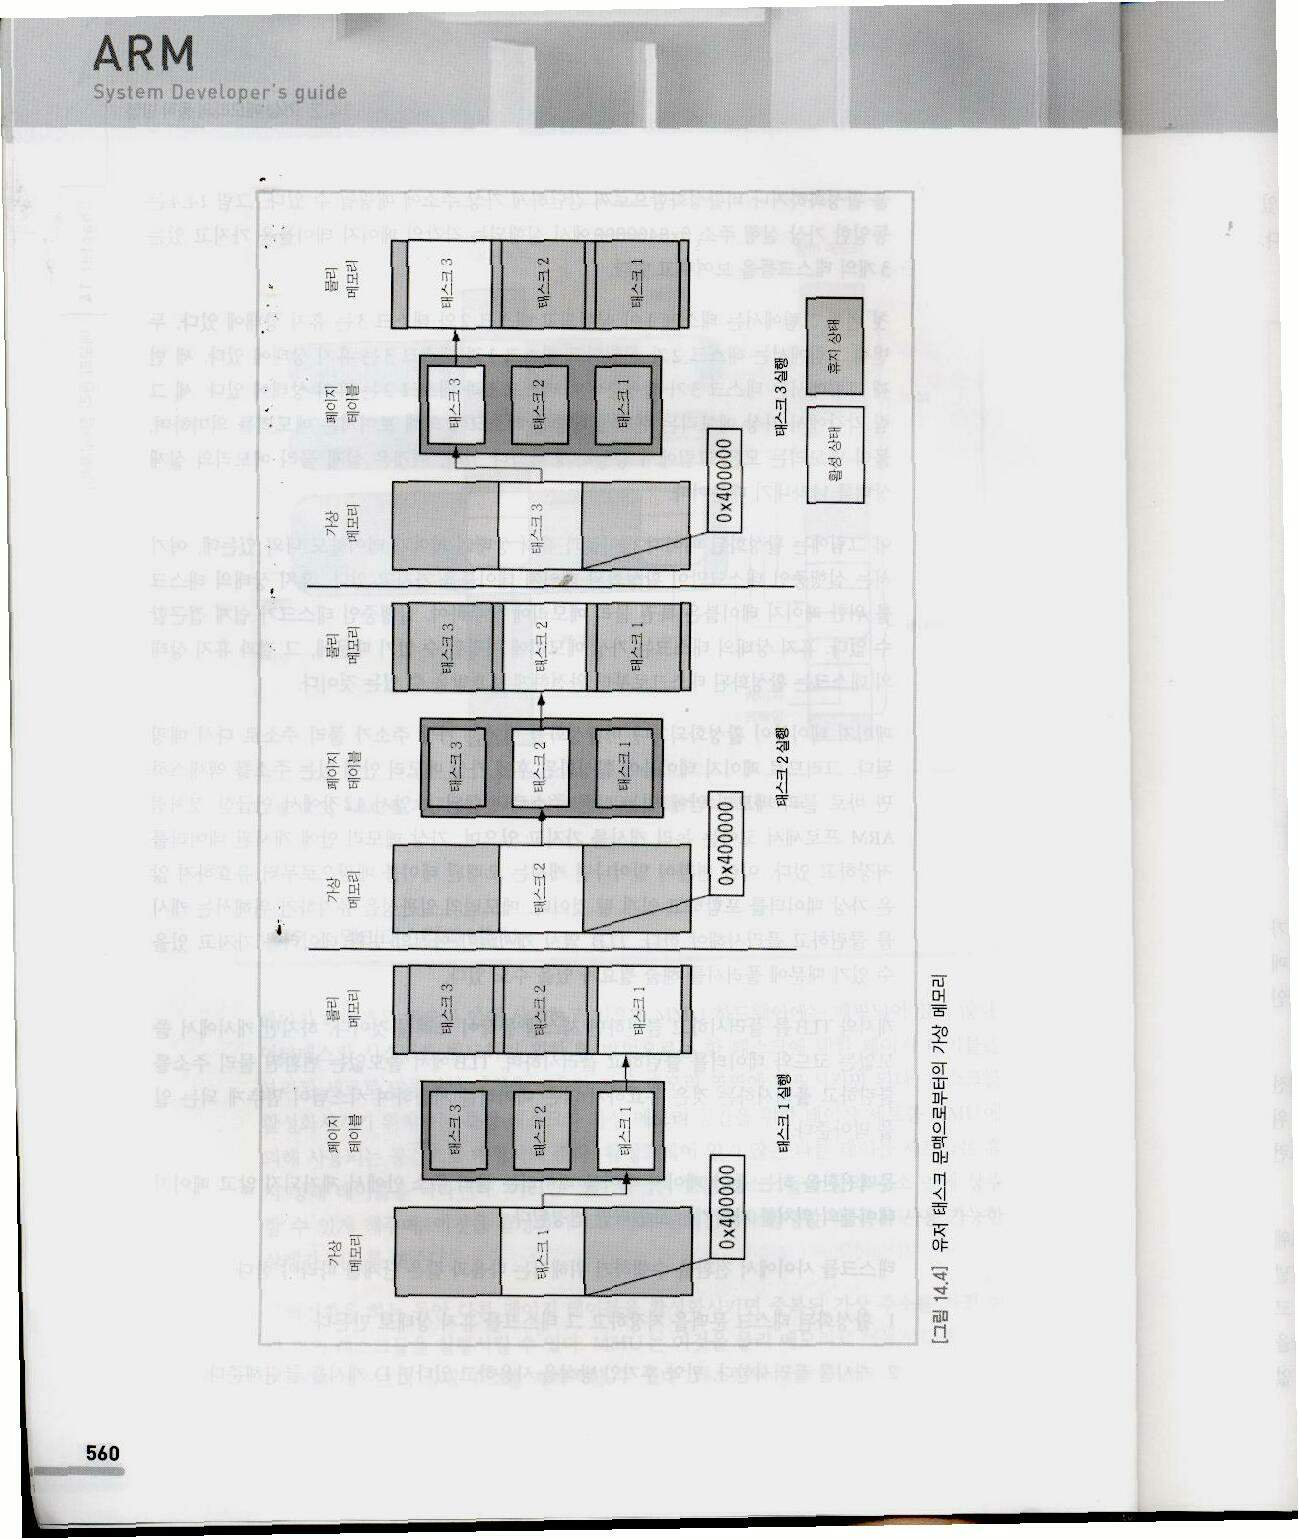 ARM
System Developer's guide
가상
메모리
페이지
테이블
물리
메모리
태스크 1
태스크 3
태스크 2
태스크 1
태스크 3
태스크 2
태스크 1
0x400000
태스크 1 실행
가상
메모리
페이지
테이블
물리
메모리
태스크 2
태스크 3
태스크 2
태스크 1
태스크 3
태스크 2
태스크 1
0x400000
태스크 2 실행
가상
메모리
페이지
테이블
물리
메모리
태스크 3
태스크 3
태스크 2
태스크 1
태스크 3
태스크 2
태스크 1
0x400000
태스크 3 실행
활성 상태
휴지 상태
[그림 14.4] 유저 태스크 문맥으로부터의 가상 메모리
560